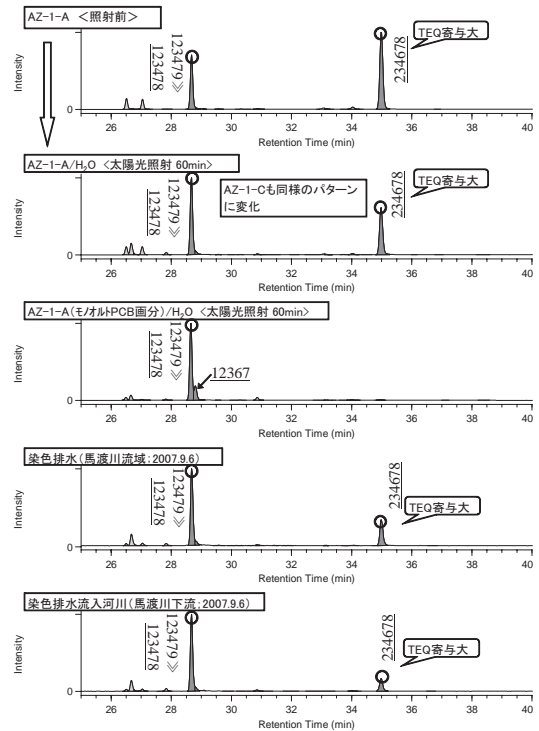 AZ-1-A <照射前>
123479 ≫
123478
234678
TEQ寄与大
Intensity
0
26 28 30 32 34 36 38 40
Retention Time (min)
AZ-1-A/H2O <太陽光照射 60min>
123479 ≫
123478
AZ-1-Cも同様のパターン
に変化
234678
TEQ寄与大
Intensity
0
26 28 30 32 34 36 38 40
Retention Time (min)
AZ-1-A(モノオルトPCB画分)/H2O <太陽光照射 60min>
123479 ≫
123478
12367
Intensity
0
26 28 30 32 34 36 38 40
Retention Time (min)
染色排水(馬渡川流域;2007.9.6)
123479 ≫
123478
234678
TEQ寄与大
Intensity
0
26 28 30 32 34 36 38 40
Retention Time (min)
染色排水流入河川(馬渡川下流;2007.9.6)
123479 ≫
123478
234678
TEQ寄与大
Intensity
0
26 28 30 32 34 36 38 40
Retention Time (min)